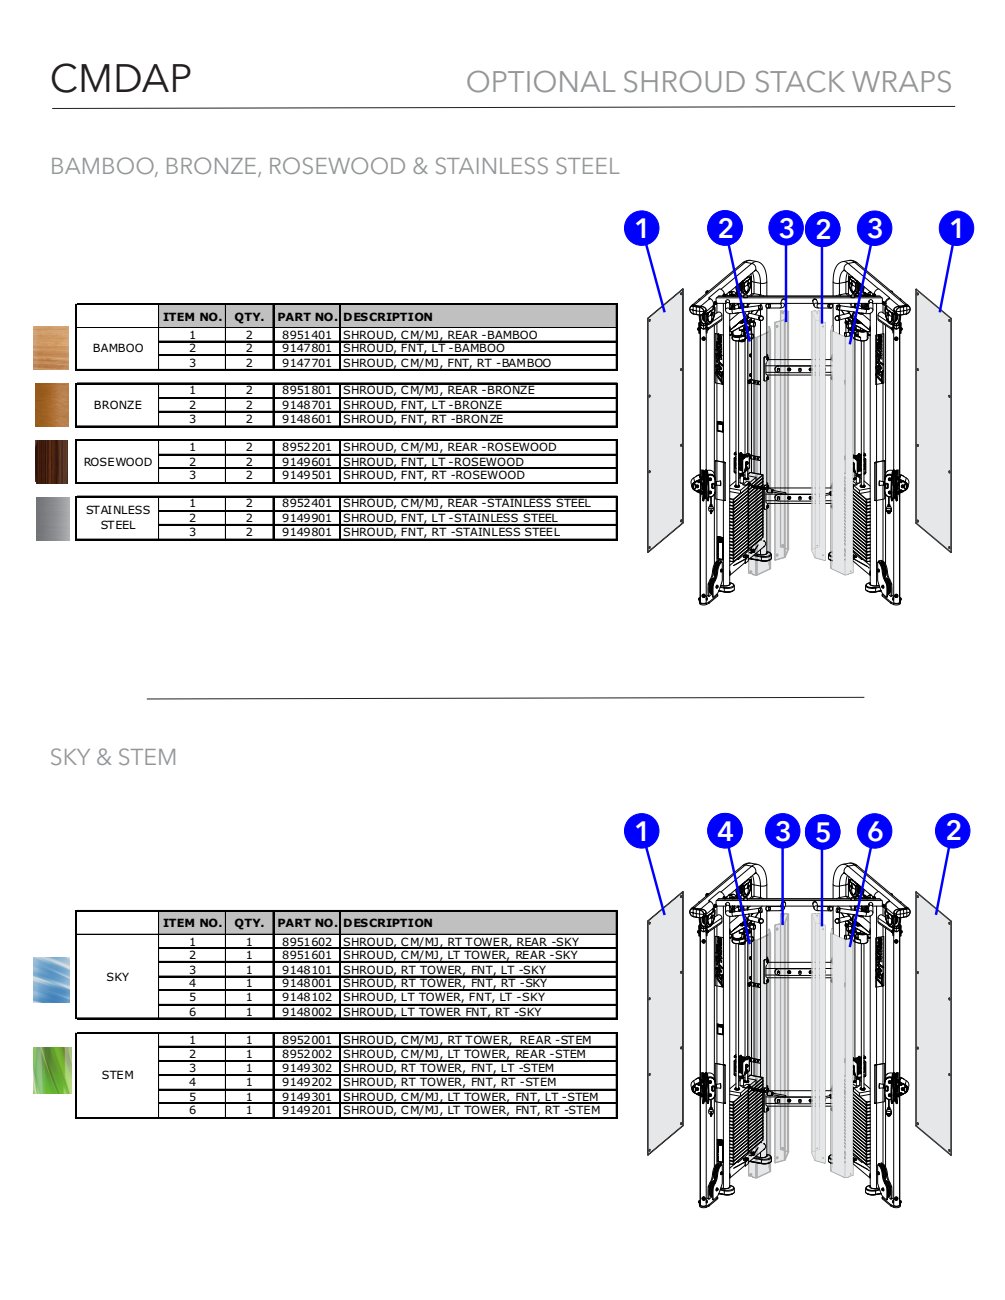 CMDAP OPTIONAL SHROUD STACK WRAPS
BAMBOO, BRONZE, ROSEWOOD & STAINLESS STEEL
1 2 3 2 3 1
ITEM NO. QTY. PART NO. DESCRIPTION
BAMBOO
1 2 8951401 SHROUD, CM/MJ, REAR -BAMBOO
2 2 9147801 SHROUD, FNT, LT -BAMBOO
3 2 9147701 SHROUD, CM/MJ, FNT, RT -BAMBOO
BRONZE
1 2 8951801 SHROUD, CM/MJ, REAR -BRONZE
2 2 9148701 SHROUD, FNT, LT -BRONZE
3 2 9148601 SHROUD, FNT, RT -BRONZE
ROSEWOOD
1 2 8952201 SHROUD, CM/MJ, REAR -ROSEWOOD
2 2 9149601 SHROUD, FNT, LT -ROSEWOOD
3 2 9149501 SHROUD, FNT, RT -ROSEWOOD
STAINLESS
STEEL
1 2 8952401 SHROUD, CM/MJ, REAR -STAINLESS STEEL
2 2 9149901 SHROUD, FNT, LT -STAINLESS STEEL
3 2 9149801 SHROUD, FNT, RT -STAINLESS STEEL
SKY & STEM
1 4 3 5 6 2
ITEM NO. QTY. PART NO. DESCRIPTION
SKY
1 1 8951602 SHROUD, CM/MJ, RT TOWER, REAR -SKY
2 1 8951601 SHROUD, CM/MJ, LT TOWER, REAR -SKY
3 1 9148101 SHROUD, RT TOWER, FNT, LT -SKY
4 1 9148001 SHROUD, RT TOWER, FNT, RT -SKY
5 1 9148102 SHROUD, LT TOWER, FNT, LT -SKY
6 1 9148002 SHROUD, LT TOWER FNT, RT -SKY
STEM
1 1 8952001 SHROUD, CM/MJ, RT TOWER, REAR -STEM
2 1 8952002 SHROUD, CM/MJ, LT TOWER, REAR -STEM
3 1 9149302 SHROUD, RT TOWER, FNT, LT -STEM
4 1 9149202 SHROUD, RT TOWER, FNT, RT -STEM
5 1 9149301 SHROUD, CM/MJ, LT TOWER, FNT, LT -STEM
6 1 9149201 SHROUD, CM/MJ, LT TOWER, FNT, RT -STEM